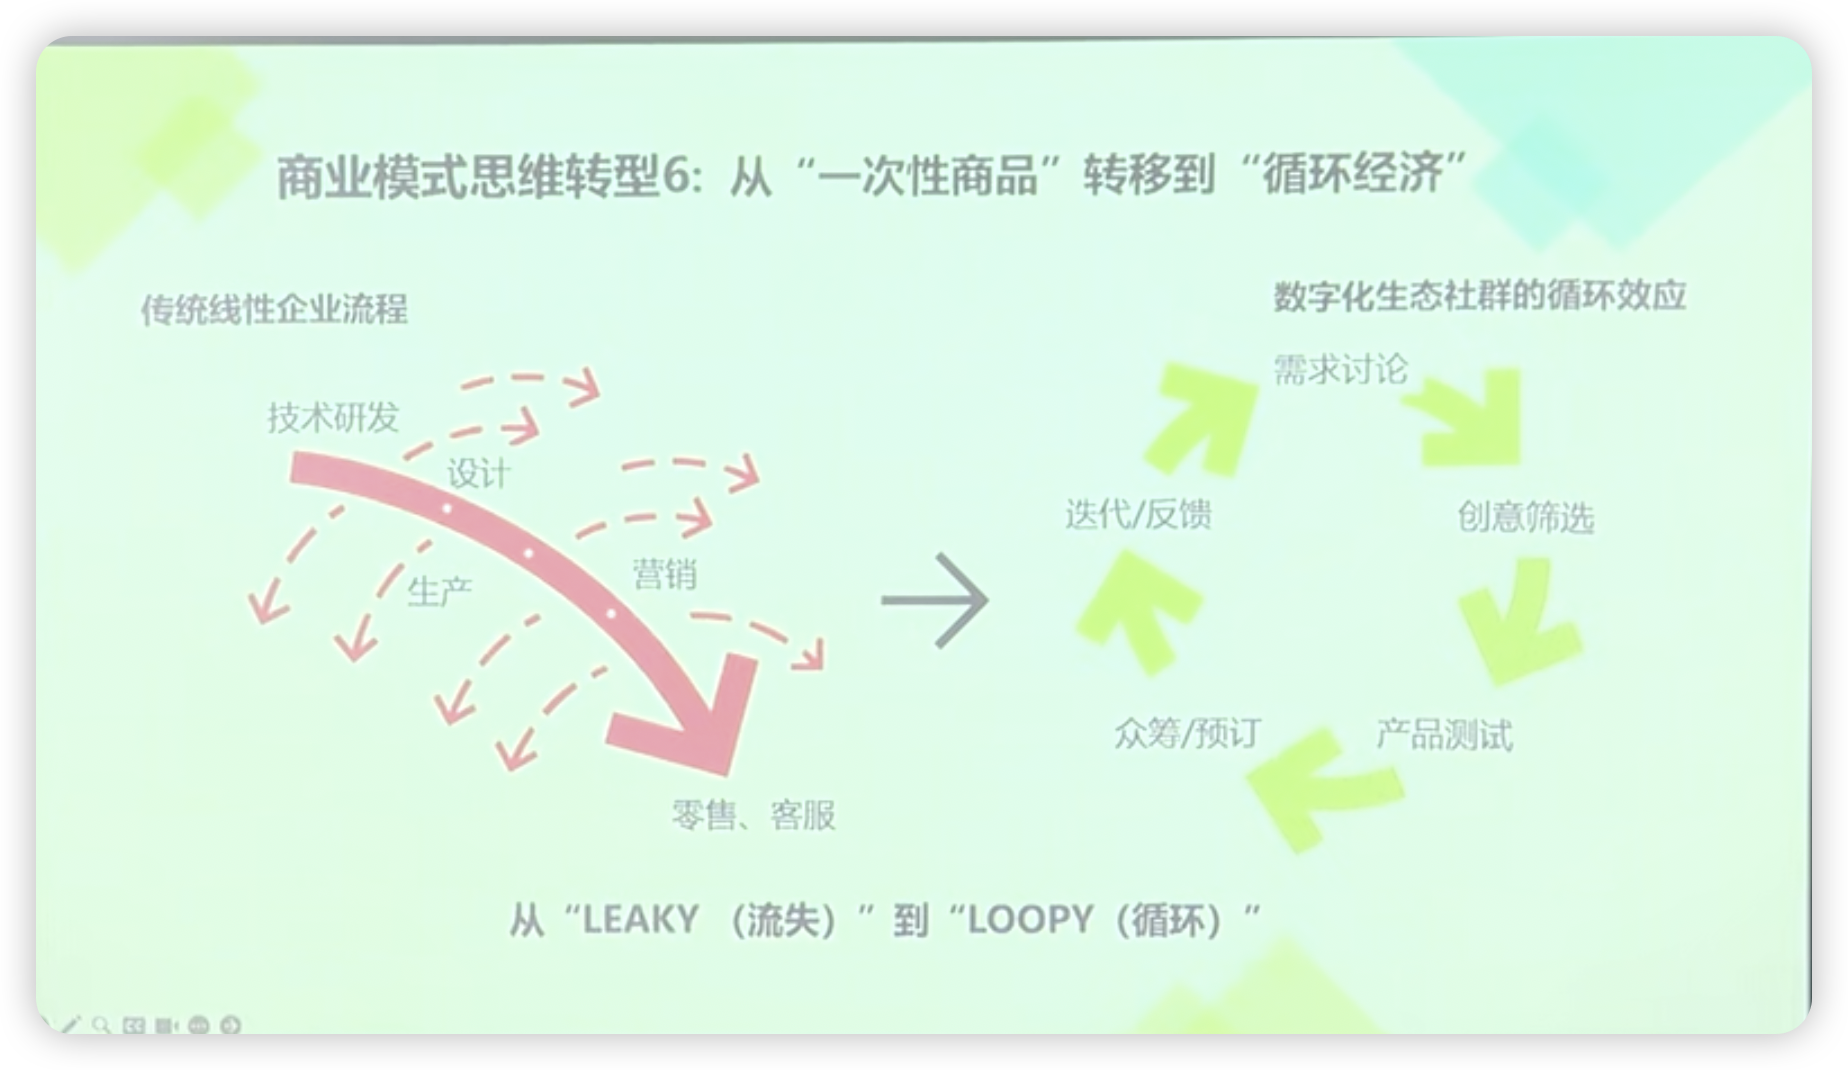 商业模式思维转型6：从“一次性商品”转移到“循环经济”
传统线性企业流程
技术研发
设计
生产
营销
零售、客服
数字化生态社群的循环效应
需求讨论
创意筛选
产品测试
众筹/预订
迭代/反馈
从“LEAKY （流失）”到“LOOPY（循环）”